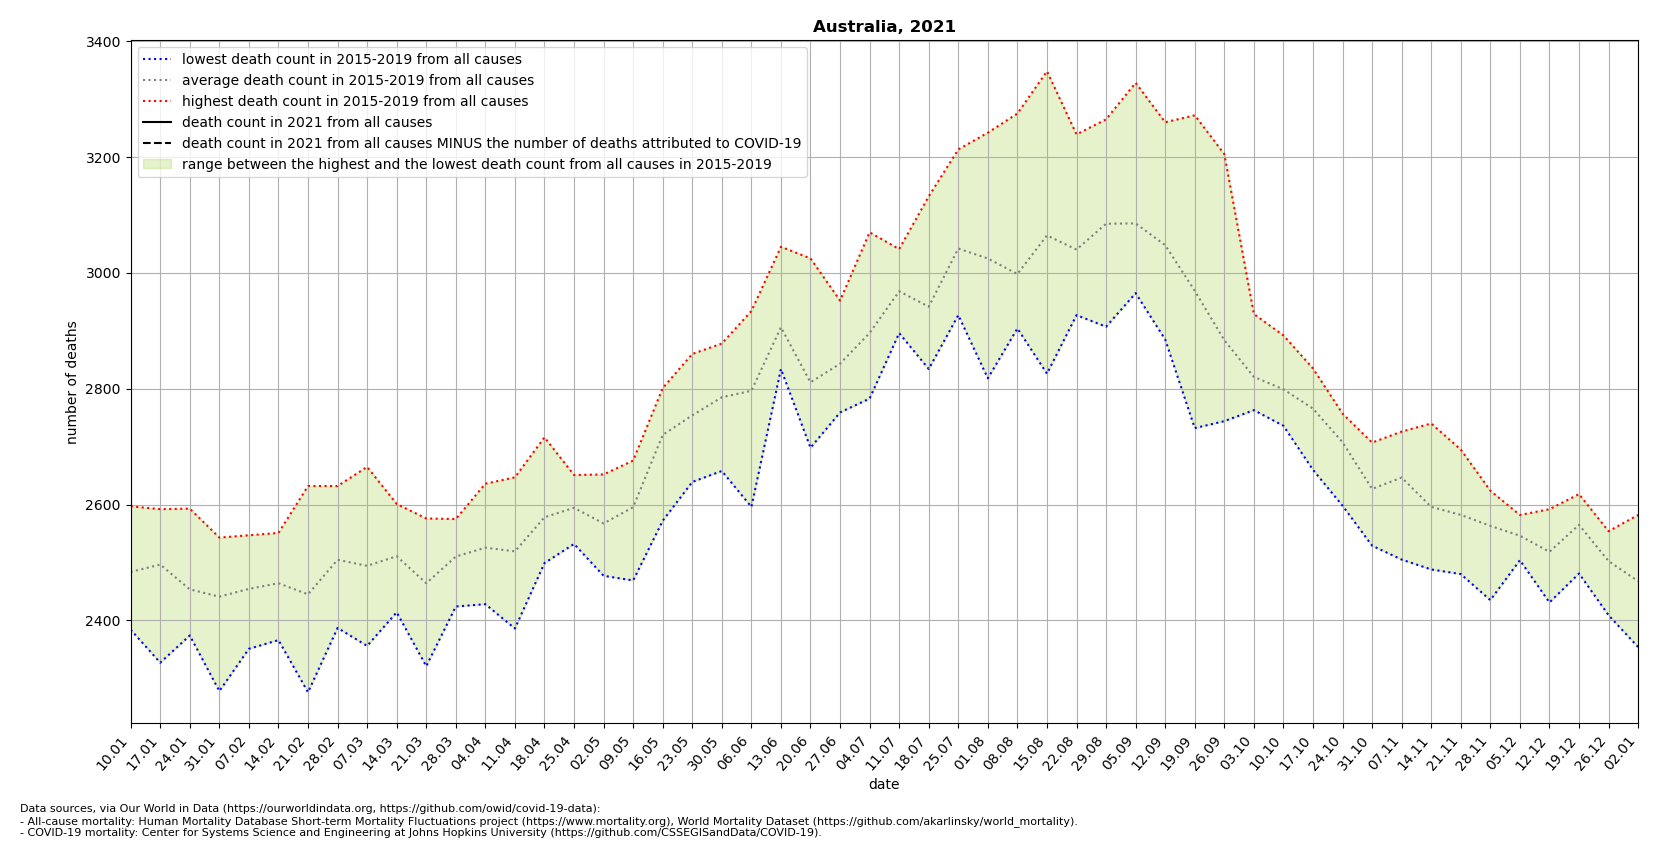 Australia, 2021
3400
3200
3000
2800
2600
2400
number of deaths
lowest death count in 2015-2019 from all causes
average death count in 2015-2019 from all causes
highest death count in 2015-2019 from all causes
death count in 2021 from all causes
death count in 2021 from all causes MINUS the number of deaths attributed to COVID-19
range between the highest and the lowest death count from all causes in 2015-2019
10.01 17.01 24.01 31.01 07.02 14.02 21.02 28.02 07.03 14.03 21.03 28.03 04.04 11.04 18.04 25.04 02.05 09.05 16.05 23.05 30.05 06.06 13.06 20.06 27.06 04.07 11.07 18.07 25.07 01.08 08.08 15.08 22.08 29.08 05.09 12.09 19.09 26.09 03.10 10.10 17.10 24.10 31.10 07.11 14.11 21.11 28.11 05.12 12.12 19.12 26.12 02.01
date
Data sources, via Our World in Data (https://ourworldindata.org, https://github.com/owid/covid-19-data):
- All-cause mortality: Human Mortality Database Short-term Mortality Fluctuations project (https://www.mortality.org), World Mortality Dataset (https://github.com/akarlinsky/world_mortality).
- COVID-19 mortality: Center for Systems Science and Engineering at Johns Hopkins University (https://github.com/CSSEGISandData/COVID-19).